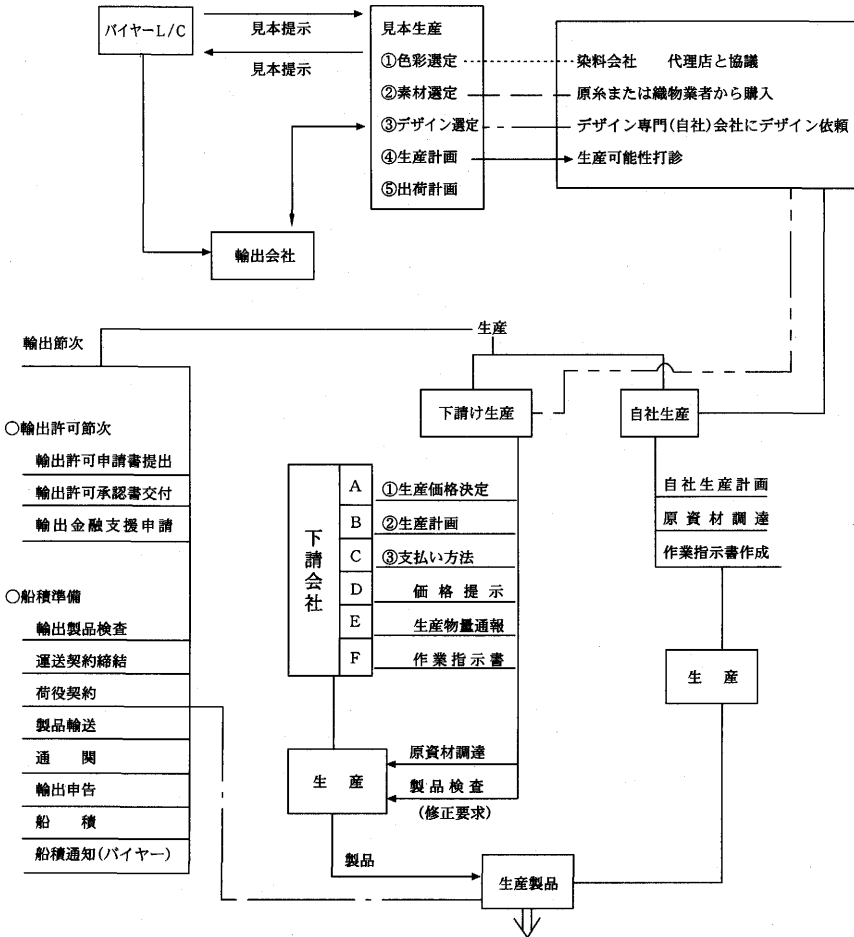 バイヤーL/C
見本提示
見本提示
見本生産
①色彩選定
②素材選定
③デザイン選定
④生産計画
⑤出荷計画
染料会社　代理店と協議
原糸または織物業者から購入
デザイン専門(自社)会社にデザイン依頼
生産可能性打診
輸出会社
生産
輸出節次
下請け生産
自社生産
○輸出許可節次
輸出許可申請書提出
輸出許可承認書交付
輸出金融支援申請
○船積準備
輸出製品検査
運送契約締結
荷役契約
製品輸送
通　関
輸出申告
船　積
船積通知(バイヤー)
下請会社
A
B
C
D
E
F
①生産価格決定
②生産計画
③支払い方法
価格提示
生産物量通報
作業指示書
自社生産計画
原資材調達
作業指示書作成
生　産
原資材調達
製品検査
(修正要求)
生　産
製品
生産製品